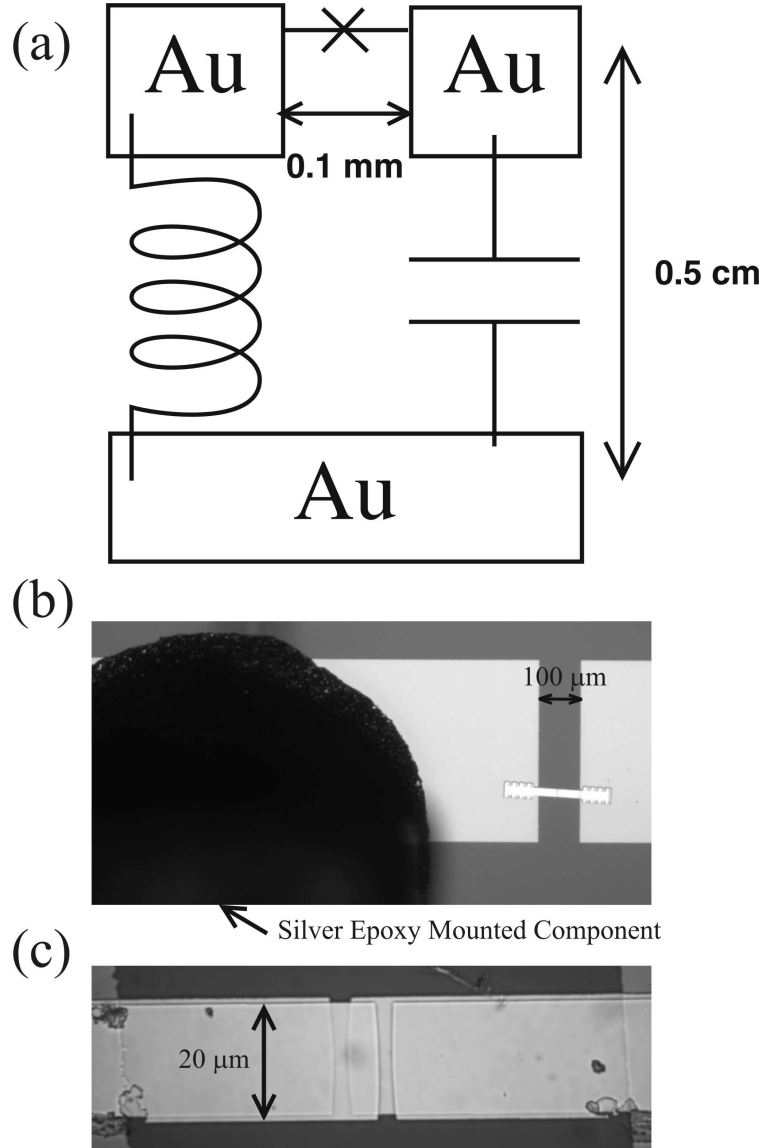 (a)
Au
Au
0.1 mm
0.5 cm
Au
(b)
100 μm
Silver Epoxy Mounted Component
(c)
20 μm